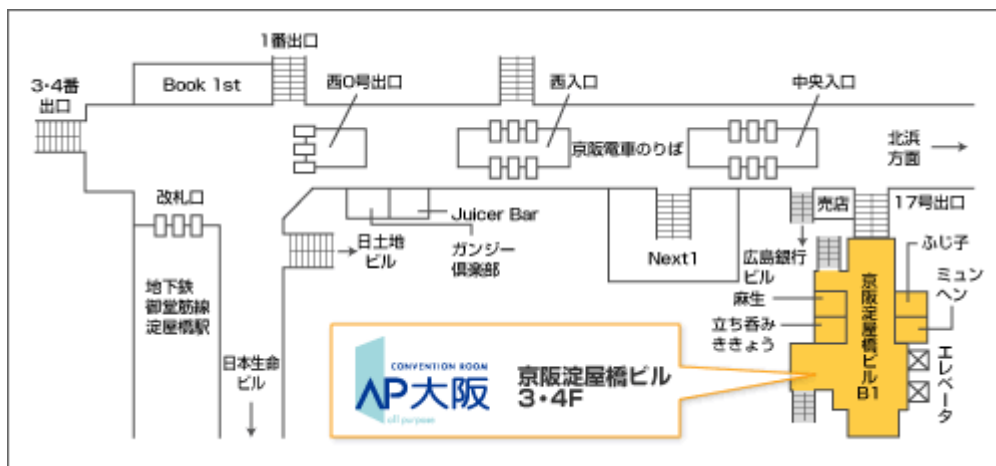 1番出口
3・4番
出口
Book 1st
西0号出口
西入口
中央入口
京阪電車のりば
北浜
方面
改札口
Juicer Bar
売店
17号出口
日土地
ビル
ガンジー
倶楽部
Next1
広島銀行
ビル
ふじ子
ミュン
ヘン
地下鉄
御堂筋線
淀屋橋駅
麻生
立ち呑み
ききょう
京阪淀屋橋ビル
B1
エレベータ
日本生命
ビル
CONVENTION ROOM
AP大阪
all purpose
京阪淀屋橋ビル
3・4F